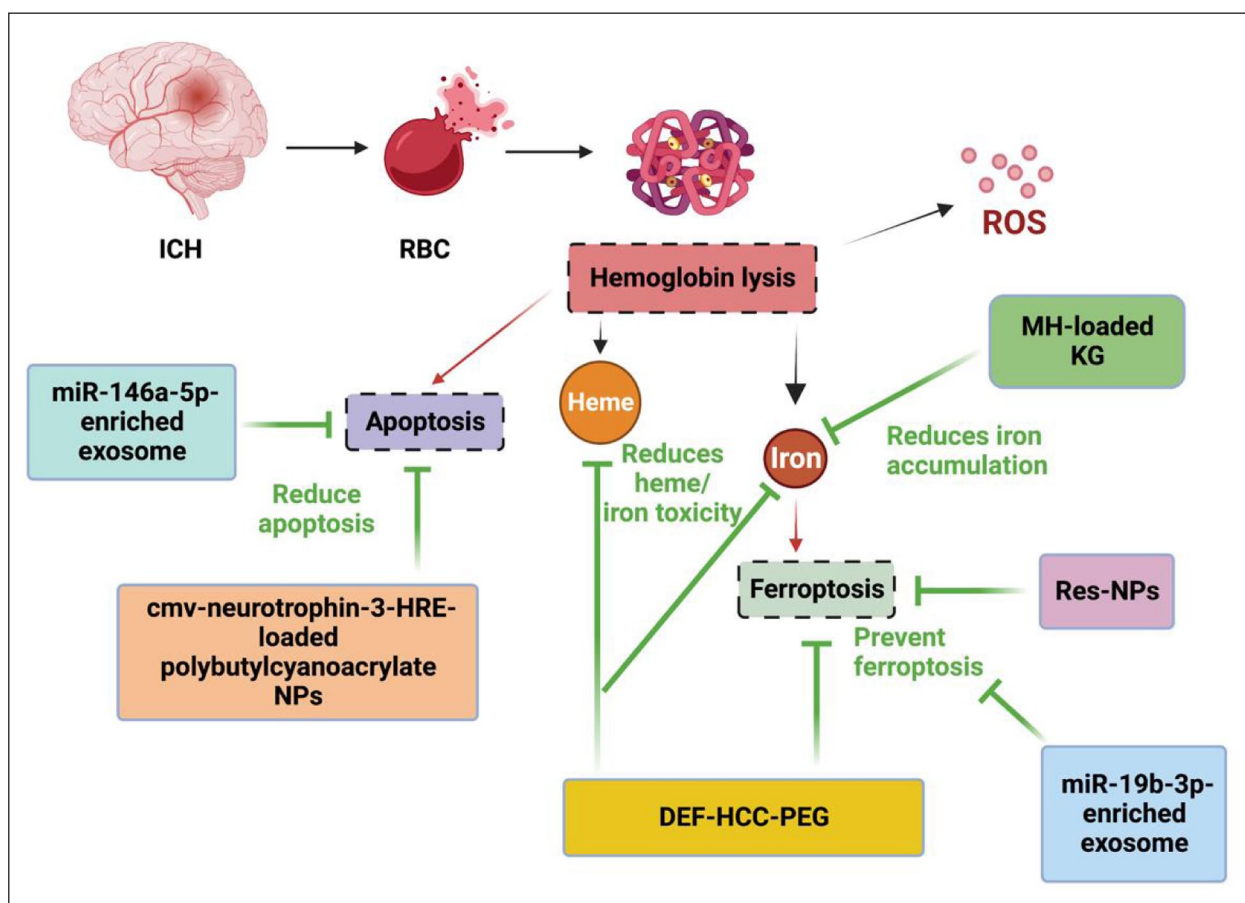 ICH
RBC
ROS
Hemoglobin lysis
MH-loaded
KG
miR-146a-5p-
enriched
exosome
Apoptosis
Heme
Iron
Reduces iron
accumulation
Reduces
heme/
iron toxicity
Reduce
apoptosis
Ferroptosis
Res-NPs
cmv-neurotrophin-3-HRE-
loaded
polybutylcyanoacrylate
NPs
Prevent
ferroptosis
DEF-HCC-PEG
miR-19b-3p-
enriched
exosome